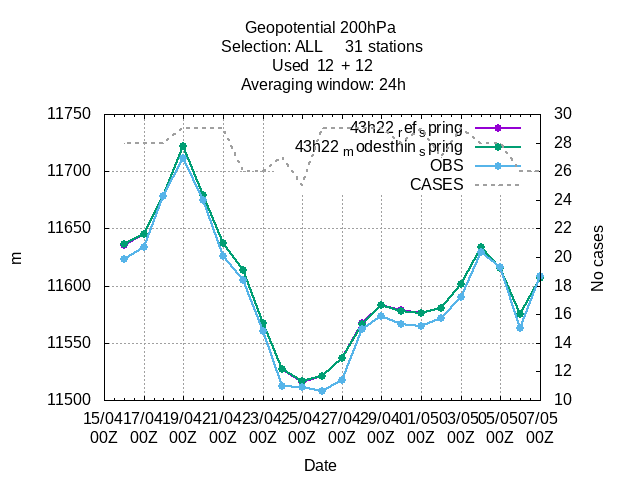 Geopotential 200hPa
Selection: ALL     31 stations
Used  12  + 12
Averaging window: 24h
11750
11700
11650
11600
11550
11500
m
30
28
26
24
22
20
18
16
14
12
10
No cases
43h22_ref_spring
43h22_modesthin_spring
OBS
CASES
15/04 17/04 19/04 21/04 23/04 25/04 27/04 29/04 01/05 03/05 05/05 07/05
00Z 00Z 00Z 00Z 00Z 00Z 00Z 00Z 00Z 00Z 00Z 00Z
Date